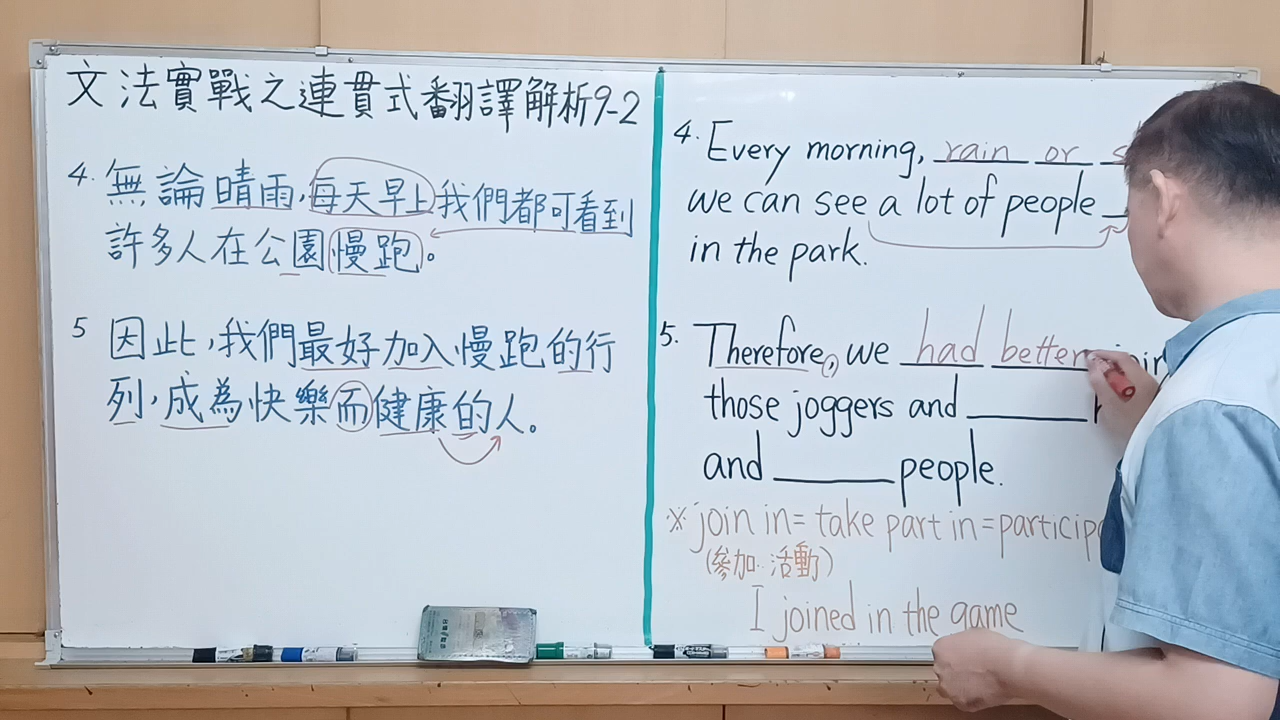 文法實戰之連貫式翻譯解析9-2
4. 無論晴雨,每天早上我們都可看到
許多人在公園慢跑。
5 因此,我們最好加入慢跑的行
列,成為快樂而健康的人。
4. Every morning, rain or
we can see a lot of people
in the park.
5. Therefore, we had better
those joggers and
and people.
※ join in = take part in =
(參加..活動)
I joined in the game